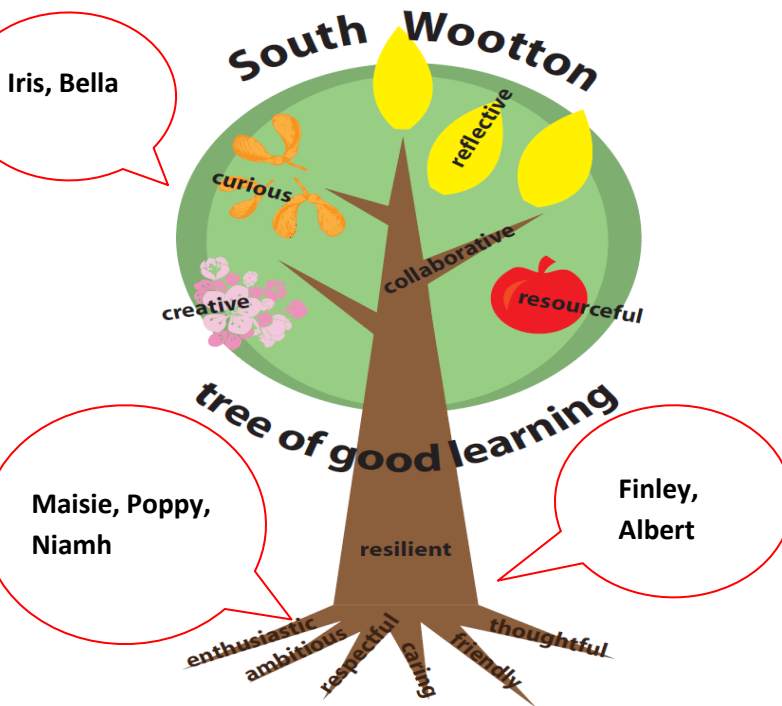 South Wootton
Iris, Bella
reflective
curious
collaborative
creative
resourceful
tree of good learning
Maisie, Poppy,
Niamh
Finley,
Albert
resilient
enthusiastic
ambitious
respectful
caring
friendly
thoughtful